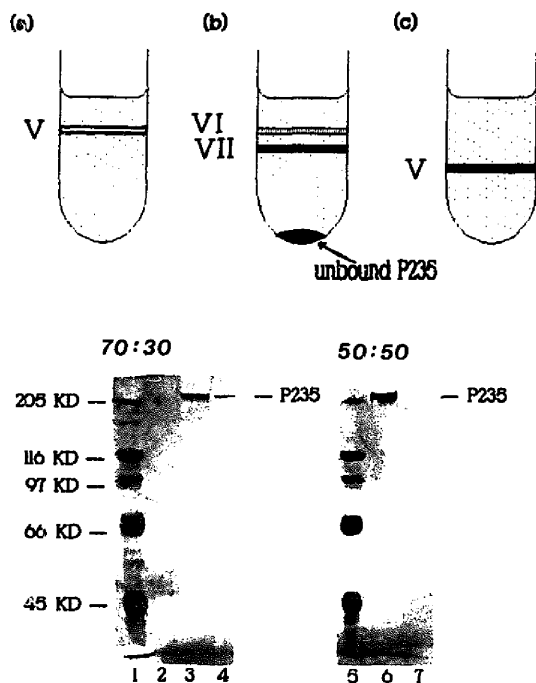 (a)
(b)
(c)
V
VI
VII
V
unbound P235
70:30
50:50
205 KD — — P235 — P235
116 KD —
97 KD —
66 KD —
45 KD —
1 2 3 4 5 6 7